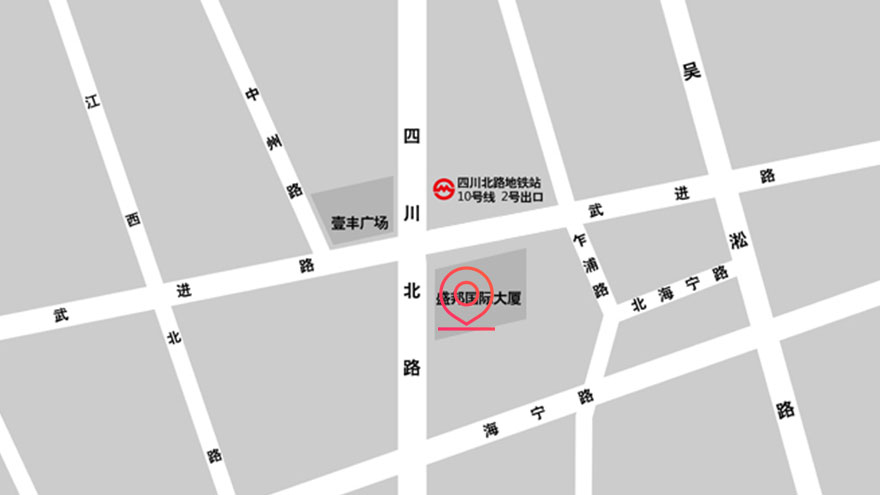 江西北路
中州路
四川北路
吴淞路
四川北路地铁站
10号线 2号出口
壹丰广场
武进路
武进路
乍浦路
北海宁路
盛邦国际大厦
海宁路